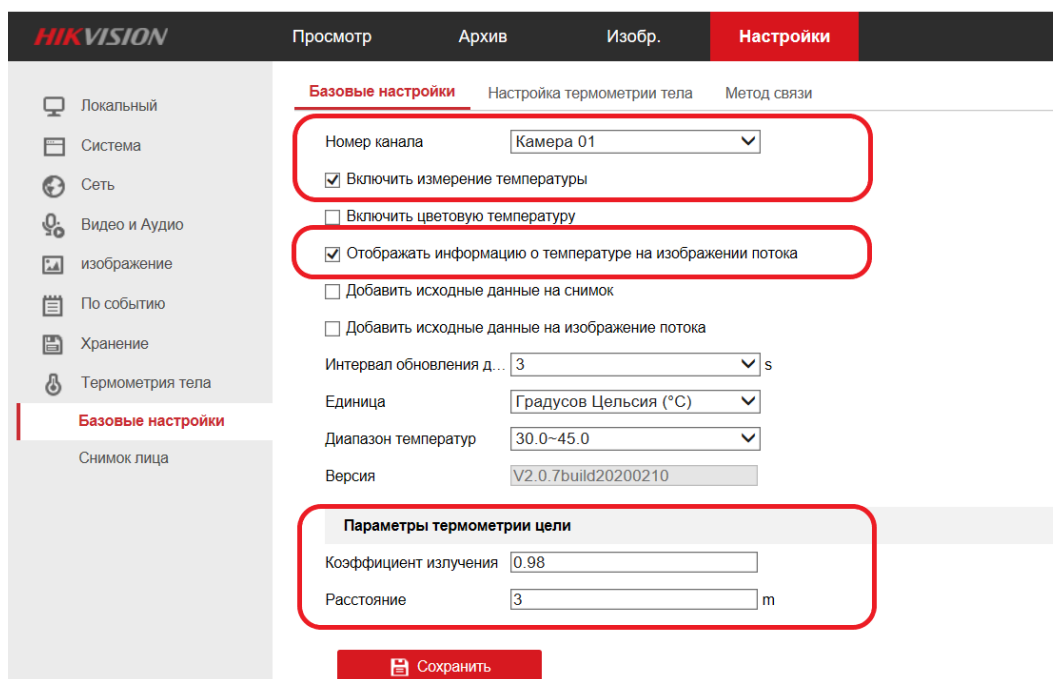 HIKVISION
Просмотр Архив Изобр. Настройки
Локальный
Система
Сеть
Видео и Аудио
изображение
По событию
Хранение
Термометрия тела
Базовые настройки
Снимок лица
Базовые настройки Настройка термометрии тела Метод связи
Номер канала Камера 01
Включить измерение температуры
Включить цветовую температуру
Отображать информацию о температуре на изображении потока
Добавить исходные данные на снимок
Добавить исходные данные на изображение потока
Интервал обновления д... 3 s
Единица Градусов Цельсия (°C)
Диапазон температур 30.0~45.0
Версия V2.0.7build20200210
Параметры термометрии цели
Коэффициент излучения 0.98
Расстояние 3 m
Сохранить